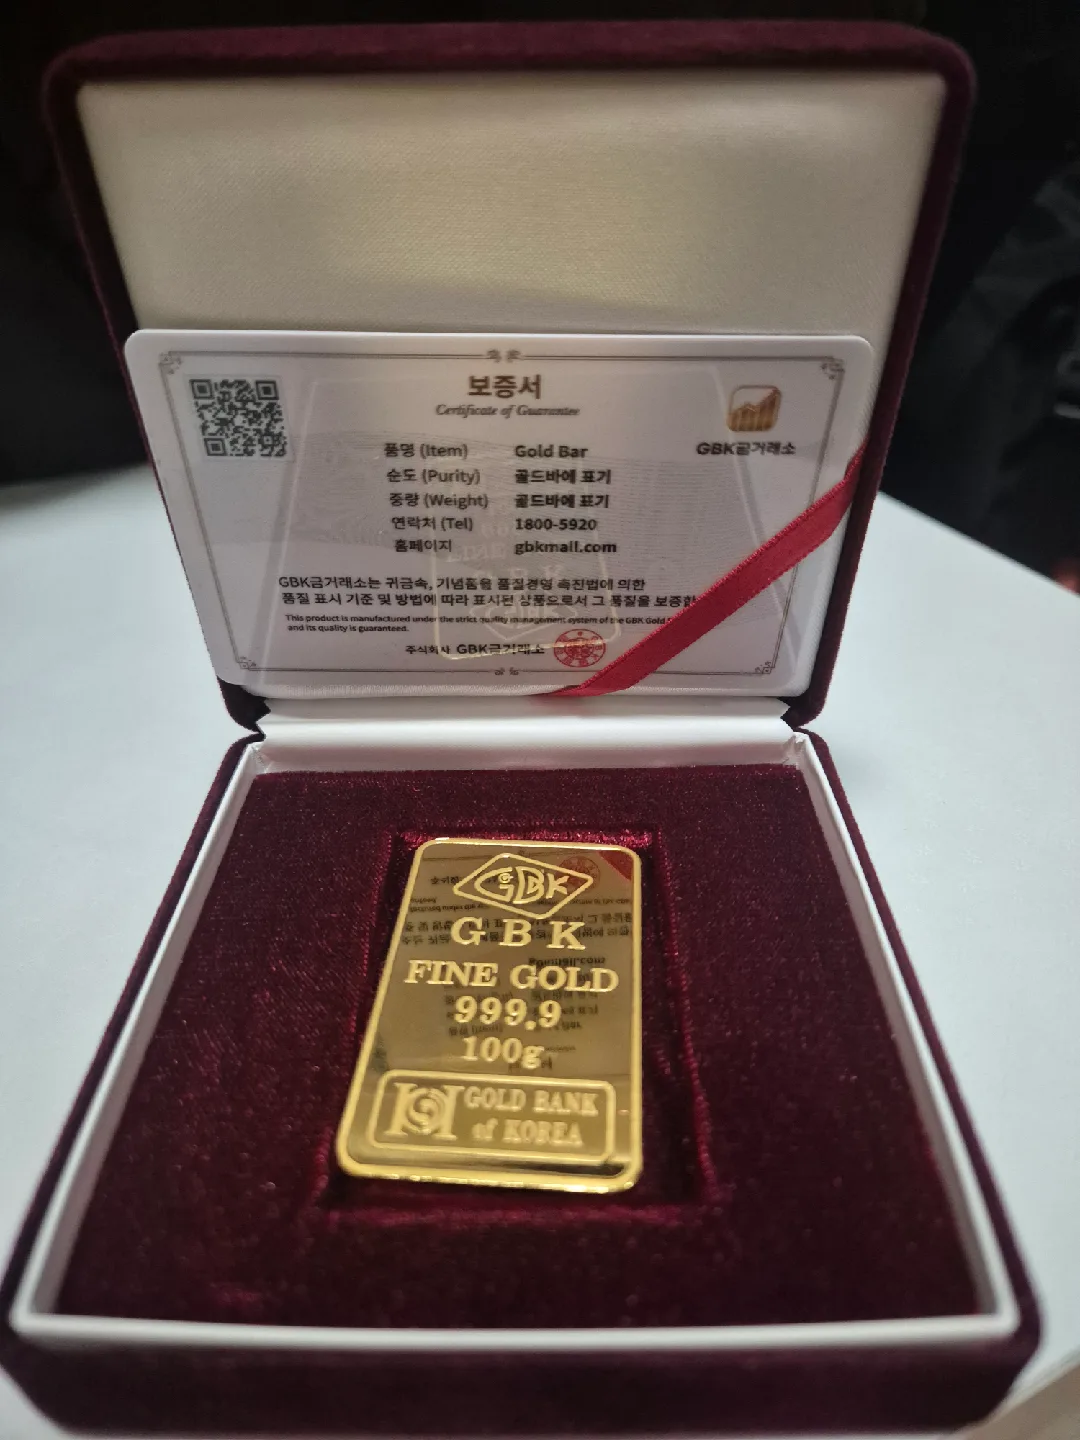 보증서
Certificate of Guarantee
GBK금거래소
품명 (Item) Gold Bar
순도 (Purity) 골드바에 표기
중량 (Weight) 골드바에 표기
연락처 (Tel) 1800-5920
홈페이지 gbkmall.com
GBK금거래소는 귀금속, 기념품등 품질경영 촉진법에 의한
품질 표시 기준 및 방법에 따라 표시된 상품으로서 그 품질을 보증합
This product is manufactured under the strict quality management system of the GBK Gold
and its quality is guaranteed.
주식회사 GBK금거래소
GBK
GBK
FINE GOLD
999.9
100g
GOLD BANK
of KOREA